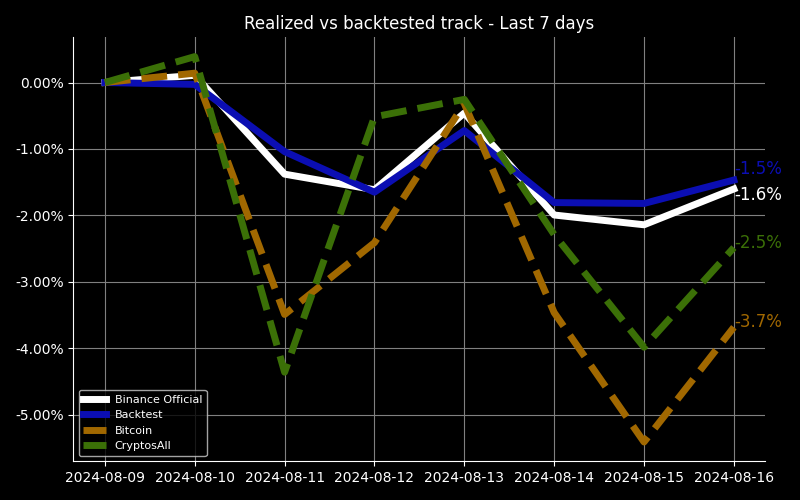 Realized vs backtested track - Last 7 days
0.00%
-1.00%
-2.00%
-3.00%
-4.00%
-5.00%
-1.5%
-1.6%
-2.5%
-3.7%
Binance Official
Backtest
Bitcoin
CryptosAll
2024-08-09 2024-08-10 2024-08-11 2024-08-12 2024-08-13 2024-08-14 2024-08-15 2024-08-16